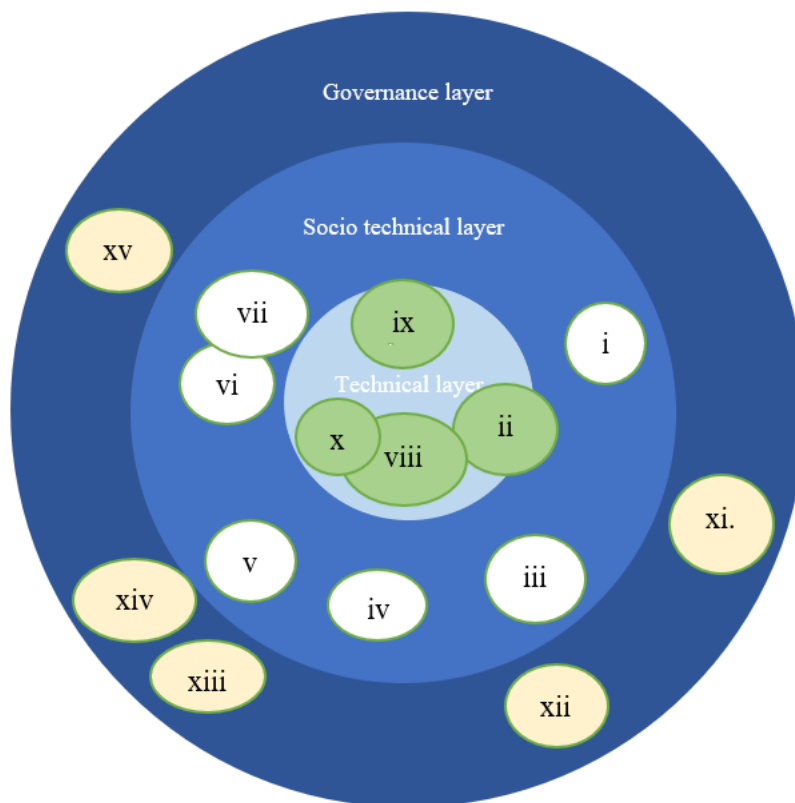 Governance layer
Socio technical layer
xv
vii
ix
i
vi
Technical layer
x
viii
ii
xi.
v
iv
iii
xiv
xiii
xii